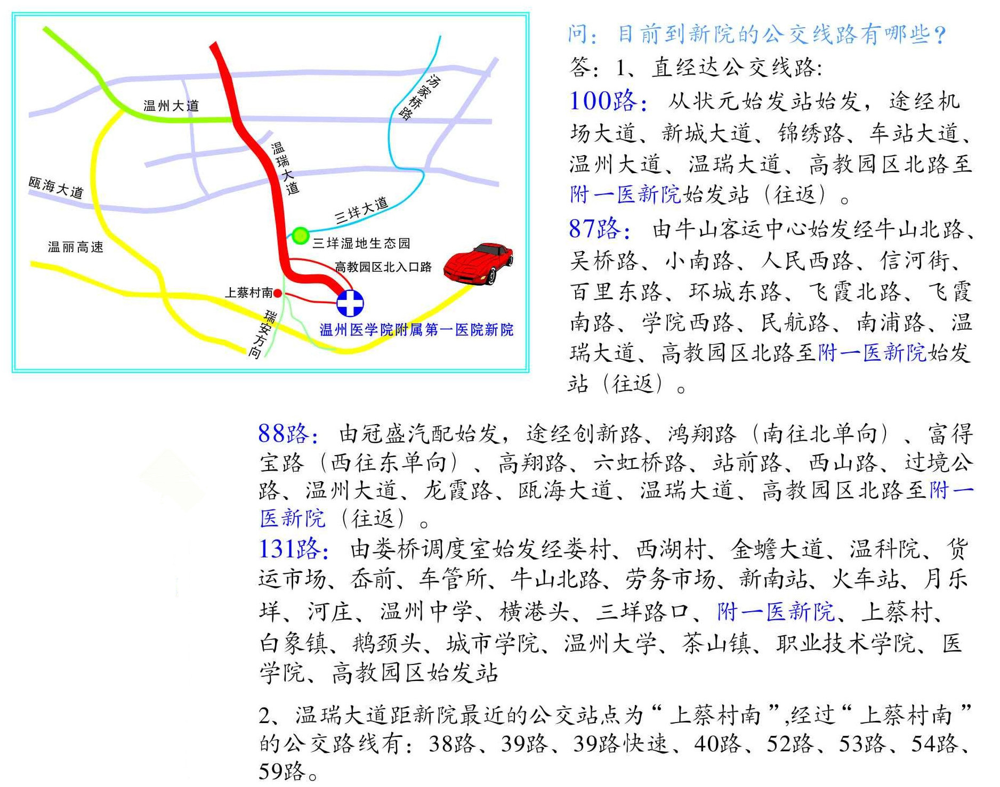 温州大道
汤家桥路
温瑞大道
瓯海大道
三垟大道
温丽高速
三垟湿地生态园
高教园区北入口路
上蔡村南
瑞安方向
温州医学院附属第一医院新院
问：目前到新院的公交线路有哪些？
答：1、直经达公交线路：
100路：从状元始发站始发，途经机
场大道、新城大道、锦绣路、车站大道、
温州大道、温瑞大道、高教园区北路至
附一医新院始发站（往返）。
87路：由牛山客运中心始发经牛山北路、
吴桥路、小南路、人民西路、信河街、
百里东路、环城东路、飞霞北路、飞霞
南路、学院西路、民航路、南浦路、温
瑞大道、高教园区北路至附一医新院始发
站（往返）。
88路：由冠盛汽配始发，途经创新路、鸿翔路（南往北单向）、富得
宝路（西往东单向）、高翔路、六虹桥路、站前路、西山路、过境公
路、温州大道、龙霞路、瓯海大道、温瑞大道、高教园区北路至附一
医新院（往返）。
131路：由娄桥调度室始发经娄村、西湖村、金蟾大道、温科院、货
运市场、岙前、车管所、牛山北路、劳务市场、新南站、火车站、月乐
垟、河庄、温州中学、横港头、三垟路口、附一医新院、上蔡村、
白象镇、鹅颈头、城市学院、温州大学、茶山镇、职业技术学院、医
学院、高教园区始发站
2、温瑞大道距新院最近的公交站点为“上蔡村南”,经过“上蔡村南”
的公交路线有：38路、39路、39路快速、40路、52路、53路、54路、
59路。